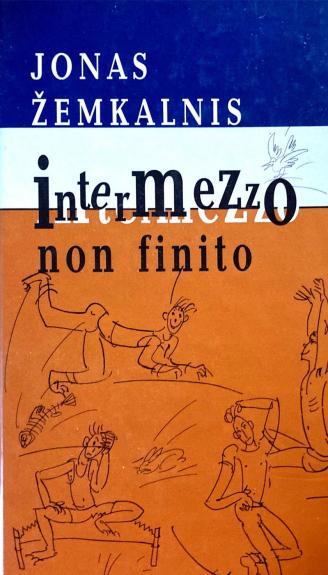 JONAS
ŽEMKALNIS
intermezzo
non finito